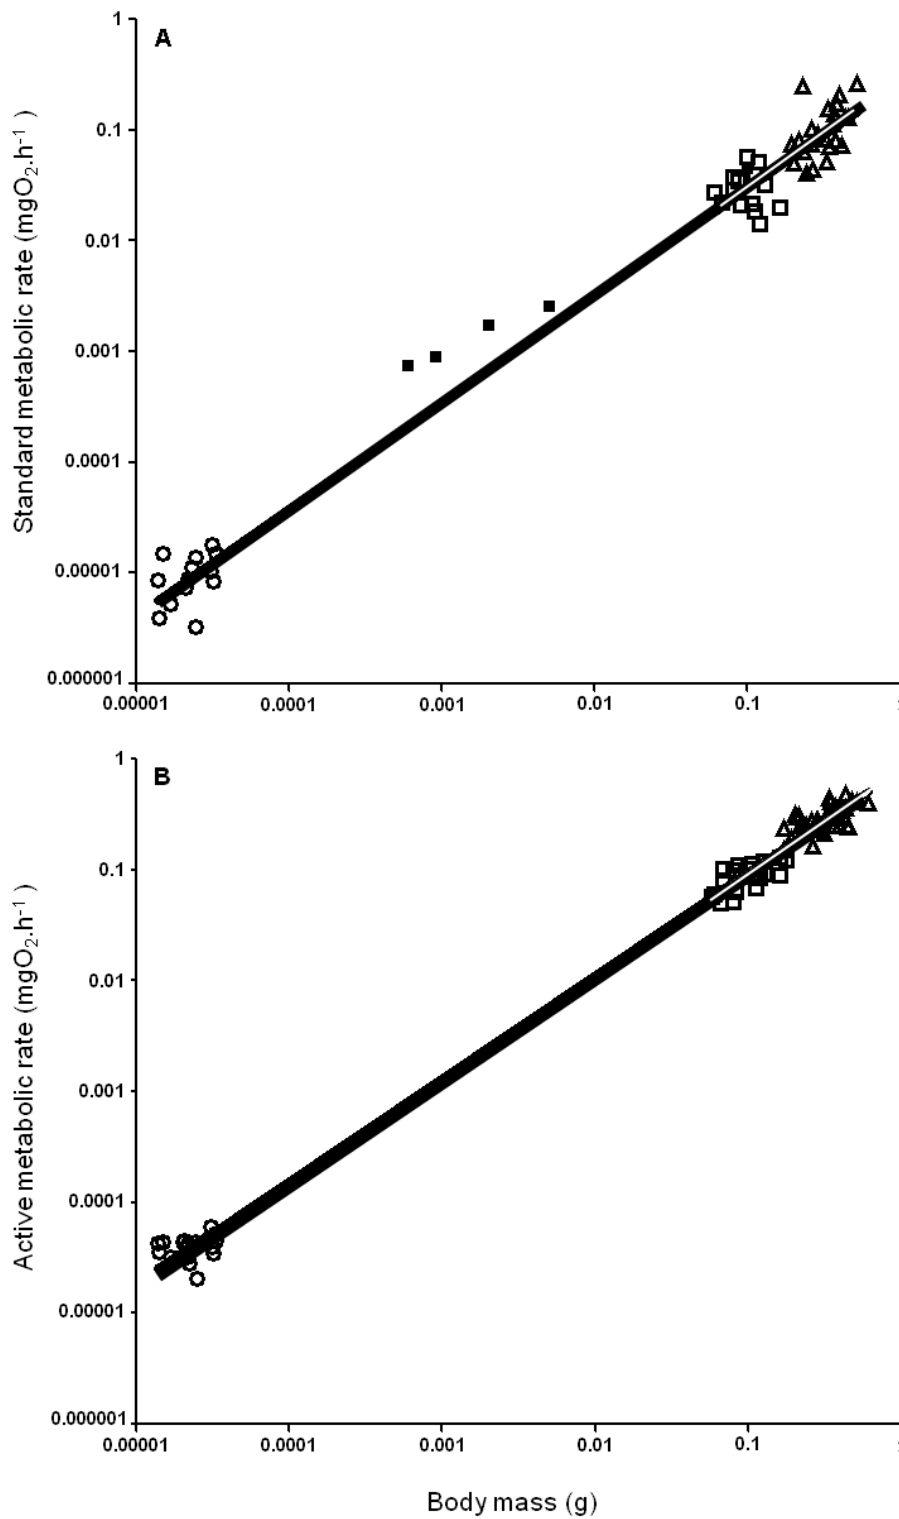 A
1
0.1
0.01
0.001
0.0001
0.00001
0.000001
Standard metabolic rate (mgO₂.h⁻¹ )
0.00001 0.0001 0.001 0.01 0.1
B
1
0.1
0.01
0.001
0.0001
0.00001
0.000001
Active metabolic rate (mgO₂.h⁻¹ )
0.00001 0.0001 0.001 0.01 0.1
Body mass (g)